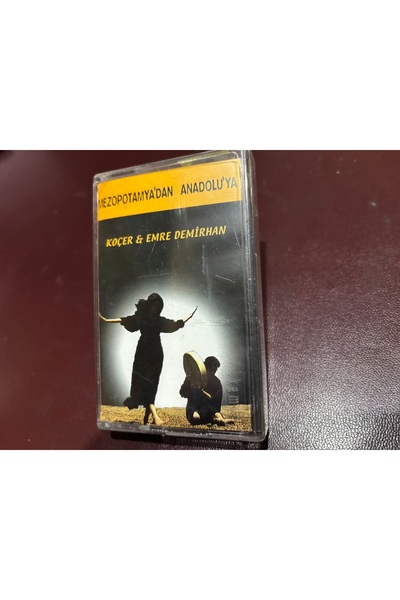 MEZOPOTAMYA'DAN ANADOLU'YA
KOÇER & EMRE DEMİRHAN